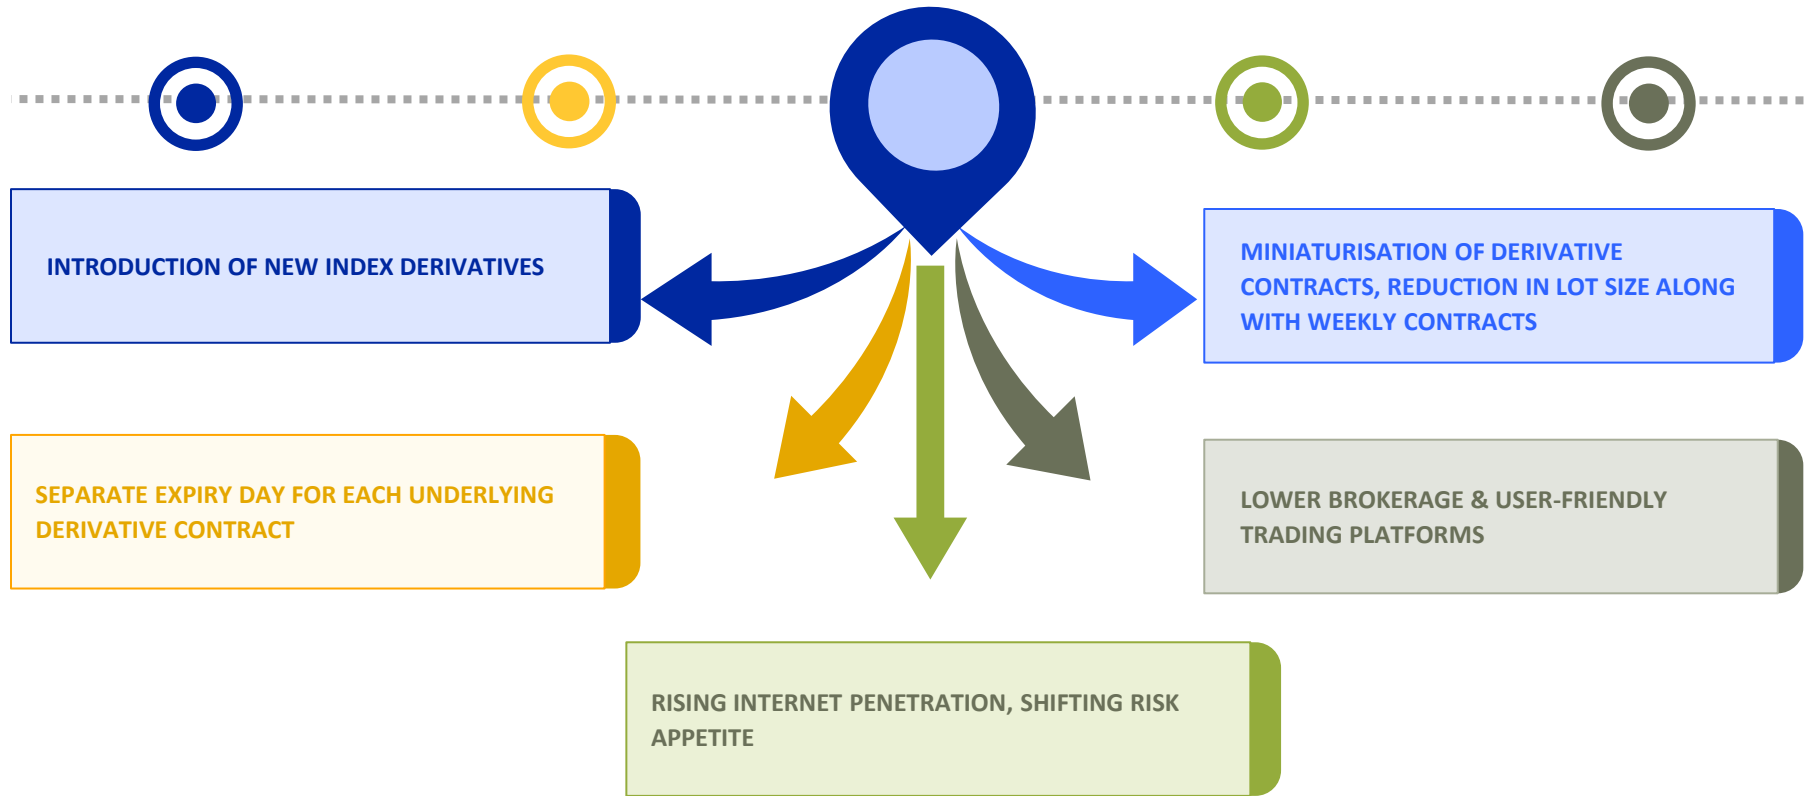 INTRODUCTION OF NEW INDEX DERIVATIVES
MINIATURISATION OF DERIVATIVE
CONTRACTS, REDUCTION IN LOT SIZE ALONG
WITH WEEKLY CONTRACTS
SEPARATE EXPIRY DAY FOR EACH UNDERLYING
DERIVATIVE CONTRACT
LOWER BROKERAGE & USER-FRIENDLY
TRADING PLATFORMS
RISING INTERNET PENETRATION, SHIFTING RISK
APPETITE